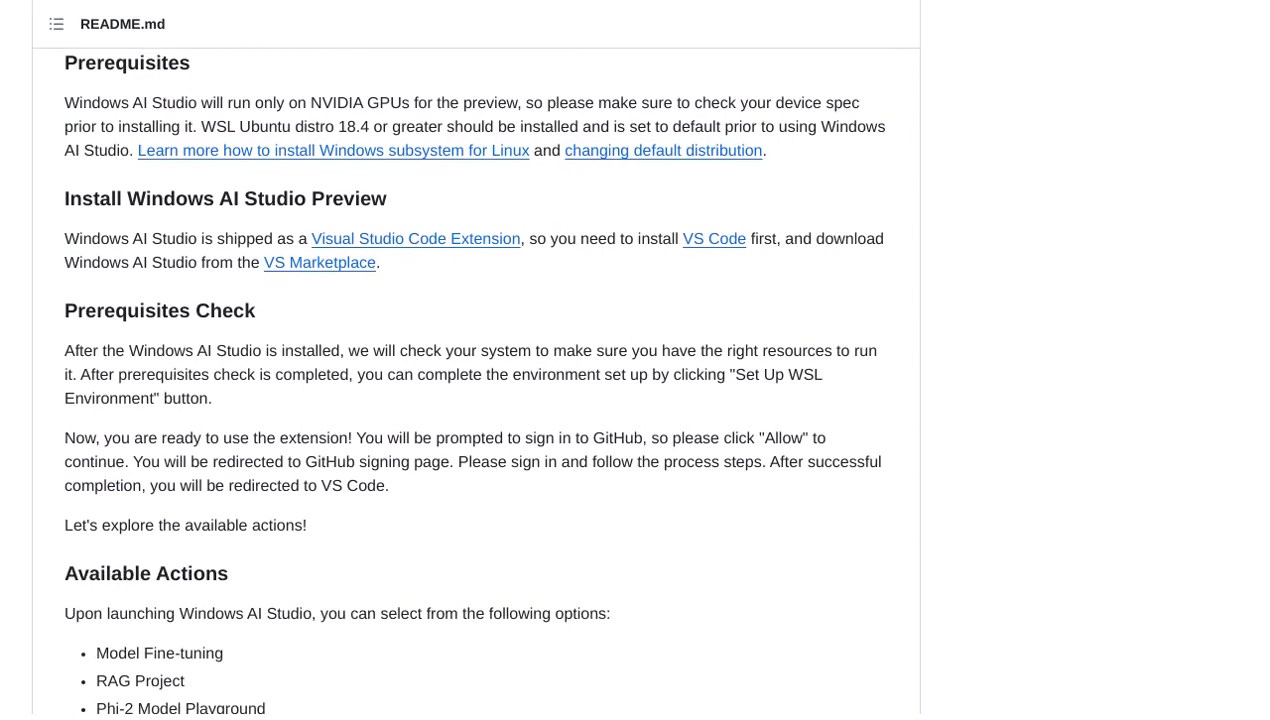 README.md
Prerequisites
Windows AI Studio will run only on NVIDIA GPUs for the preview, so please make sure to check your device spec
prior to installing it. WSL Ubuntu distro 18.4 or greater should be installed and is set to default prior to using Windows
AI Studio. Learn more how to install Windows subsystem for Linux and changing default distribution.
Install Windows AI Studio Preview
Windows AI Studio is shipped as a Visual Studio Code Extension, so you need to install VS Code first, and download
Windows AI Studio from the VS Marketplace.
Prerequisites Check
After the Windows AI Studio is installed, we will check your system to make sure you have the right resources to run
it. After prerequisites check is completed, you can complete the environment set up by clicking "Set Up WSL
Environment" button.
Now, you are ready to use the extension! You will be prompted to sign in to GitHub, so please click "Allow" to
continue. You will be redirected to GitHub signing page. Please sign in and follow the process steps. After successful
completion, you will be redirected to VS Code.
Let's explore the available actions!
Available Actions
Upon launching Windows AI Studio, you can select from the following options:
• Model Fine-tuning
• RAG Project
• Phi-2 Model Playground